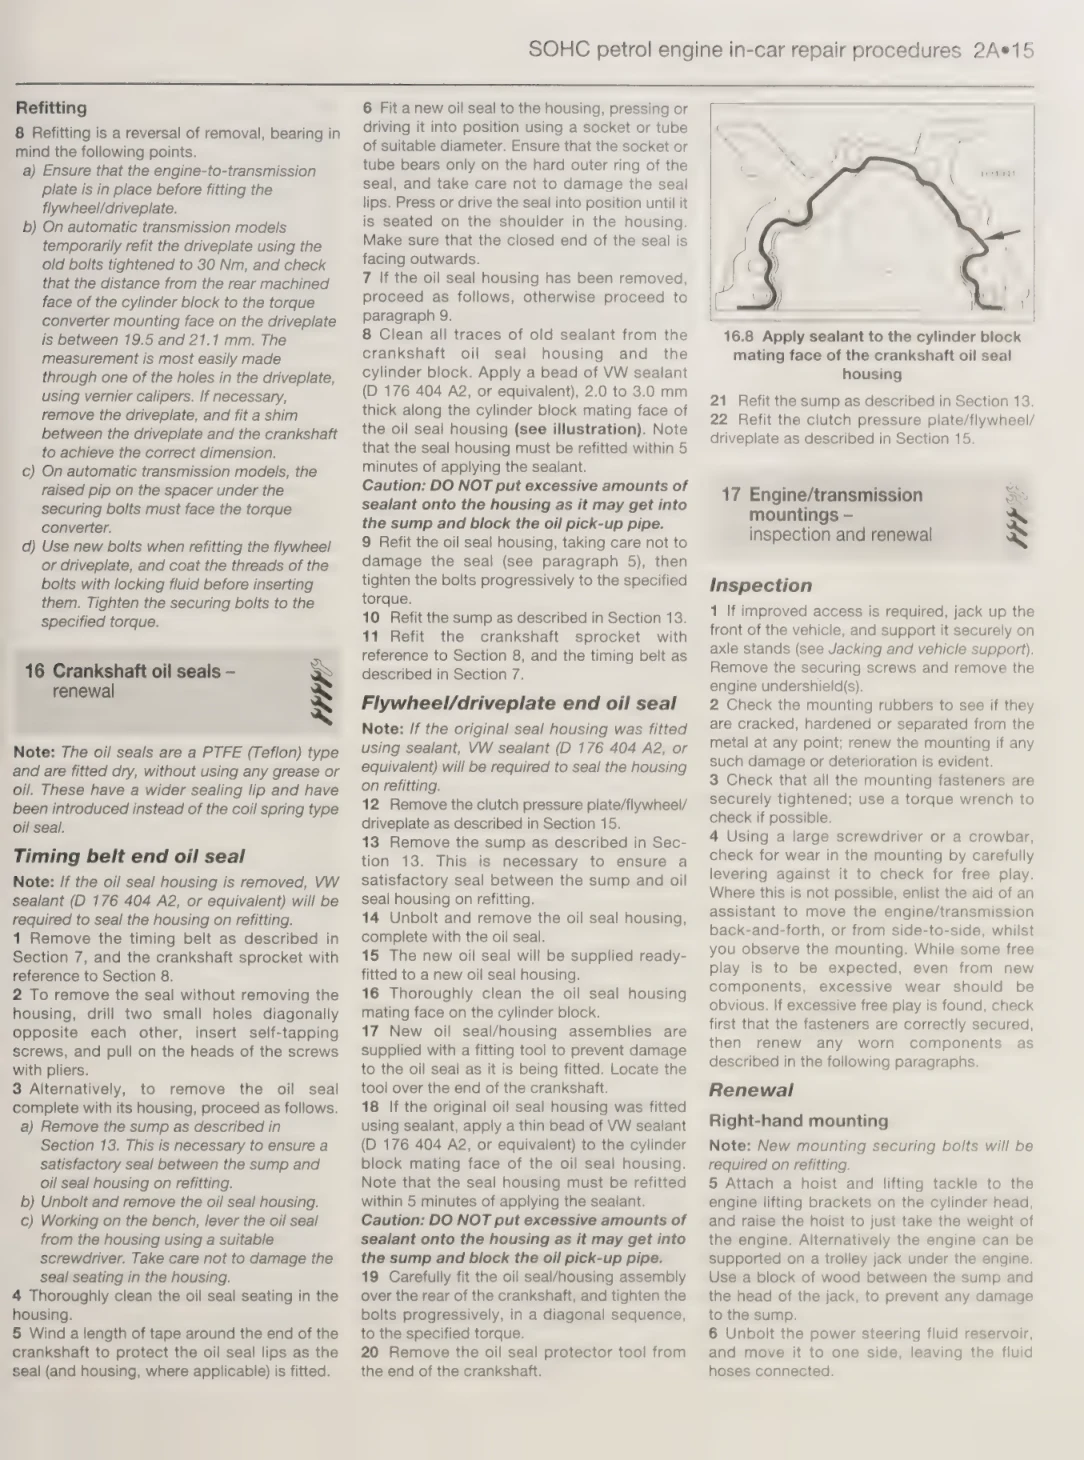 SOHC petrol engine in-car repair procedures 2A•15
Refitting
8 Refitting is a reversal of removal, bearing in
mind the following points.
a) Ensure that the engine-to-transmission
plate is in place before fitting the
flywheel/driveplate.
b) On automatic transmission models
temporarily refit the driveplate using the
old bolts tightened to 30 Nm, and check
that the distance from the rear machined
face of the cylinder block to the torque
converter mounting face on the driveplate
is between 19.5 and 21.1 mm. The
measurement is most easily made
through one of the holes in the driveplate,
using vernier calipers. If necessary,
remove the driveplate, and fit a shim
between the driveplate and the crankshaft
to achieve the correct dimension.
c) On automatic transmission models, the
raised pip on the spacer under the
securing bolts must face the torque
converter.
d) Use new bolts when refitting the flywheel
or driveplate, and coat the threads of the
bolts with locking fluid before inserting
them. Tighten the securing bolts to the
specified torque.
16 Crankshaft oil seals –
renewal
Note: The oil seals are a PTFE (Teflon) type
and are fitted dry, without using any grease or
oil. These have a wider sealing lip and have
been introduced instead of the coil spring type
oil seal.
Timing belt end oil seal
Note: If the oil seal housing is removed, VW
sealant (D 176 404 A2, or equivalent) will be
required to seal the housing on refitting.
1 Remove the timing belt as described in
Section 7, and the crankshaft sprocket with
reference to Section 8.
2 To remove the seal without removing the
housing, drill two small holes diagonally
opposite each other, insert self-tapping
screws, and pull on the heads of the screws
with pliers.
3 Alternatively, to remove the oil seal
complete with its housing, proceed as follows.
a) Remove the sump as described in
Section 13. This is necessary to ensure a
satisfactory seal between the sump and
oil seal housing on refitting.
b) Unbolt and remove the oil seal housing.
c) Working on the bench, lever the oil seal
from the housing using a suitable
screwdriver. Take care not to damage the
seal seating in the housing.
4 Thoroughly clean the oil seal seating in the
housing.
5 Wind a length of tape around the end of the
crankshaft to protect the oil seal lips as the
seal (and housing, where applicable) is fitted.
6 Fit a new oil seal to the housing, pressing or
driving it into position using a socket or tube
of suitable diameter. Ensure that the socket or
tube bears only on the hard outer ring of the
seal, and take care not to damage the seal
lips. Press or drive the seal into position until it
is seated on the shoulder in the housing.
Make sure that the closed end of the seal is
facing outwards.
7 If the oil seal housing has been removed,
proceed as follows, otherwise proceed to
paragraph 9.
8 Clean all traces of old sealant from the
crankshaft oil seal housing and the
cylinder block. Apply a bead of VW sealant
(D 176 404 A2, or equivalent), 2.0 to 3.0 mm
thick along the cylinder block mating face of
the oil seal housing (see illustration). Note
that the seal housing must be refitted within 5
minutes of applying the sealant.
Caution: DO NOT put excessive amounts of
sealant onto the housing as it may get into
the sump and block the oil pick-up pipe.
9 Refit the oil seal housing, taking care not to
damage the seal (see paragraph 5), then
tighten the bolts progressively to the specified
torque.
10 Refit the sump as described in Section 13.
11 Refit the crankshaft sprocket with
reference to Section 8, and the timing belt as
described in Section 7.
Flywheel/driveplate end oil seal
Note: If the original seal housing was fitted
using sealant, VW sealant (D 176 404 A2, or
equivalent) will be required to seal the housing
on refitting.
12 Remove the clutch pressure plate/flywheel/
driveplate as described in Section 15.
13 Remove the sump as described in Sec-
tion 13. This is necessary to ensure a
satisfactory seal between the sump and oil
seal housing on refitting.
14 Unbolt and remove the oil seal housing,
complete with the oil seal.
15 The new oil seal will be supplied ready-
fitted to a new oil seal housing.
16 Thoroughly clean the oil seal housing
mating face on the cylinder block.
17 New oil seal/housing assemblies are
supplied with a fitting tool to prevent damage
to the oil seal as it is being fitted. Locate the
tool over the end of the crankshaft.
18 If the original oil seal housing was fitted
using sealant, apply a thin bead of VW sealant
(D 176 404 A2, or equivalent) to the cylinder
block mating face of the oil seal housing.
Note that the seal housing must be refitted
within 5 minutes of applying the sealant.
Caution: DO NOT put excessive amounts of
sealant onto the housing as it may get into
the sump and block the oil pick-up pipe.
19 Carefully fit the oil seal/housing assembly
over the rear of the crankshaft, and tighten the
bolts progressively, in a diagonal sequence,
to the specified torque.
20 Remove the oil seal protector tool from
the end of the crankshaft.
16.8 Apply sealant to the cylinder block
mating face of the crankshaft oil seal
housing
21 Refit the sump as described in Section 13.
22 Refit the clutch pressure plate/flywheel/
driveplate as described in Section 15.
17 Engine/transmission
mountings –
inspection and renewal
Inspection
1 If improved access is required, jack up the
front of the vehicle, and support it securely on
axle stands (see Jacking and vehicle support).
Remove the securing screws and remove the
engine undershield(s).
2 Check the mounting rubbers to see if they
are cracked, hardened or separated from the
metal at any point; renew the mounting if any
such damage or deterioration is evident.
3 Check that all the mounting fasteners are
securely tightened; use a torque wrench to
check if possible.
4 Using a large screwdriver or a crowbar,
check for wear in the mounting by carefully
levering against it to check for free play.
Where this is not possible, enlist the aid of an
assistant to move the engine/transmission
back-and-forth, or from side-to-side, whilst
you observe the mounting. While some free
play is to be expected, even from new
components, excessive wear should be
obvious. If excessive free play is found, check
first that the fasteners are correctly secured,
then renew any worn components as
described in the following paragraphs.
Renewal
Right-hand mounting
Note: New mounting securing bolts will be
required on refitting.
5 Attach a hoist and lifting tackle to the
engine lifting brackets on the cylinder head,
and raise the hoist to just take the weight of
the engine. Alternatively the engine can be
supported on a trolley jack under the engine.
Use a block of wood between the sump and
the head of the jack, to prevent any damage
to the sump.
6 Unbolt the power steering fluid reservoir,
and move it to one side, leaving the fluid
hoses connected.